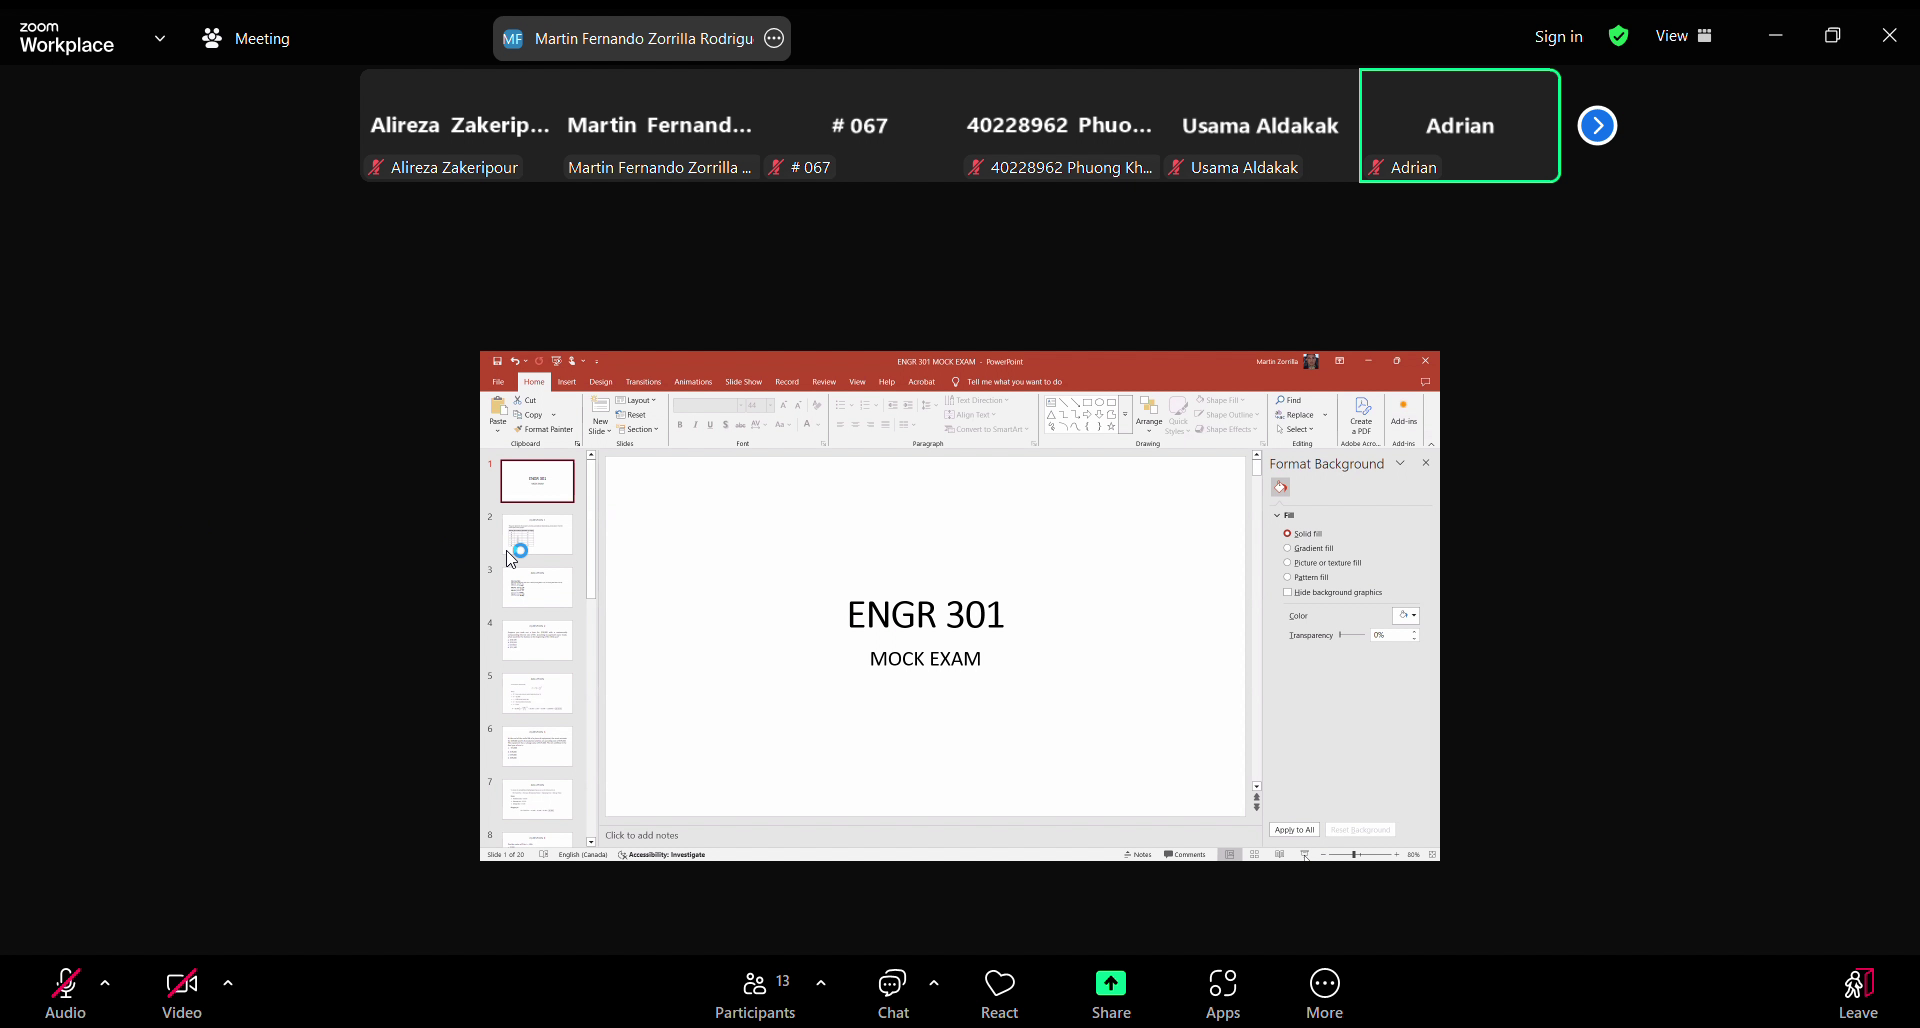 zoom
Workplace
Meeting
MF Martin Fernando Zorrilla Rodrigu
Sign in
View
Alireza Zakerip...
Martin Fernand...
# 067
40228962 Phuo...
Usama Aldakak
Adrian
Alireza Zakeripour
Martin Fernando Zorrilla ...
# 067
40228962 Phuong Kh...
Usama Aldakak
Adrian
ENGR 301 MOCK EXAM - PowerPoint
Martin Zorrilla
File Home Insert Design Transitions Animations Slide Show Record Review View Help Acrobat Tell me what you want to do
Paste
Cut
Copy
Format Painter
Clipboard
New
Slide
Layout
Reset
Section
Slides
44
B I U S abc AV Aa A
Font
Text Direction
Align Text
Convert to SmartArt
Paragraph
Arrange
Quick
Styles
Shape Fill
Shape Outline
Shape Effects
Drawing
Find
Replace
Select
Editing
Create
a PDF
Adobe Acro...
Add-ins
Add-ins
1
2
3
4
5
6
7
8
ENGR 301
ENGR 301
MOCK EXAM
Format Background
Fill
Solid fill
Gradient fill
Picture or texture fill
Pattern fill
Hide background graphics
Color
Transparency
0%
Apply to All
Reset Background
Click to add notes
Slide 1 of 20
English (Canada)
Accessibility: Investigate
Notes
Comments
80%
Audio
Video
13
Participants
Chat
React
Share
Apps
More
Leave